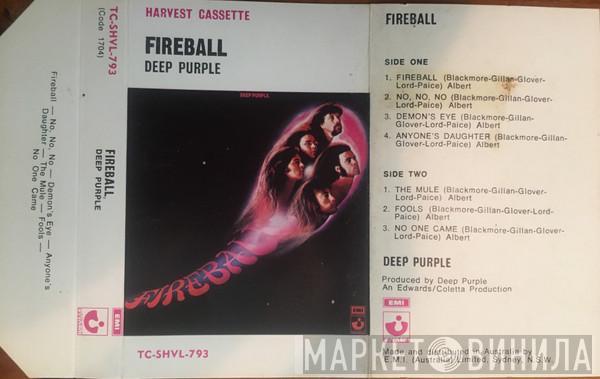 TC-SHVL-793
(Code 1704)
Fireball — No, No, No — Demon's Eye — Anyone's
Daughter — The Mule — Fools —
No One Came
FIREBALL
DEEP PURPLE
EMI
HARVEST CASSETTE
FIREBALL
DEEP PURPLE
DEEP PURPLE
FIREBALL
EMI
TC-SHVL-793
FIREBALL
SIDE ONE
1. FIREBALL (Blackmore-Gillan-Glover-
Lord-Paice) Albert
2. NO, NO, NO (Blackmore-Gillan-
Glover-Lord-Paice) Albert
3. DEMON'S EYE (Blackmore-Gillan-
Glover-Lord-Paice) Albert
4. ANYONE'S DAUGHTER (Blackmore-Gillan-
Glover-Lord-Paice) Albert
SIDE TWO
1. THE MULE (Blackmore-Gillan-Glover-
Lord-Paice) Albert
2. FOOLS (Blackmore-Gillan-Glover-Lord-
Paice) Albert
3. NO ONE CAME (Blackmore-Gillan-Glover-
Lord-Paice) Albert
DEEP PURPLE
Produced by Deep Purple
An Edwards/Coletta Production
EMI
Made and distributed in Australia by
E.M.I. (Australia) Limited, Sydney, N.S.W.
МАРКЕТ ВИНИЛА